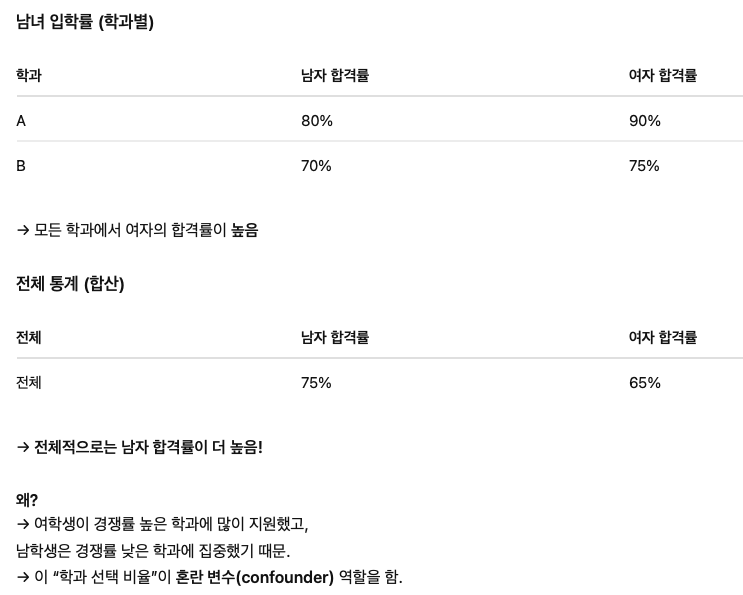 남녀 입학률 (학과별)
학과 남자 합격률 여자 합격률
A 80% 90%
B 70% 75%
→ 모든 학과에서 여자의 합격률이 높음
전체 통계 (합산)
전체 남자 합격률 여자 합격률
전체 75% 65%
→ 전체적으로는 남자 합격률이 더 높음!
왜?
→ 여학생이 경쟁률 높은 학과에 많이 지원했고,
남학생은 경쟁률 낮은 학과에 집중했기 때문.
→ 이 “학과 선택 비율”이 혼란 변수(confounder) 역할을 함.